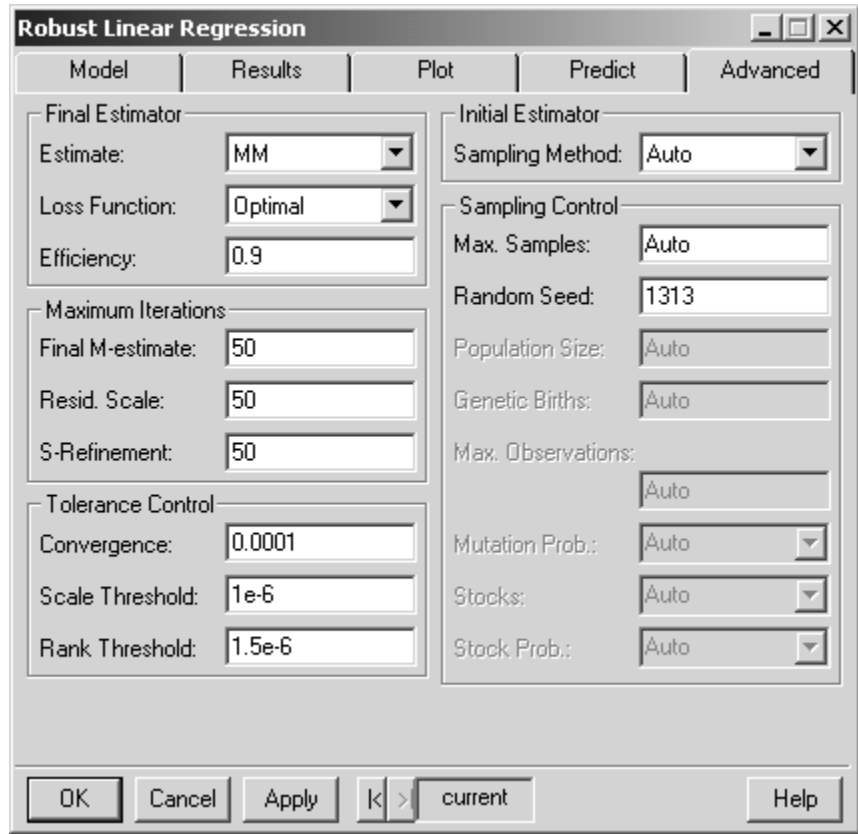 Robust Linear Regression
Model Results Plot Predict Advanced
Final Estimator
Estimate: MM
Loss Function: Optimal
Efficiency: 0.9
Maximum Iterations
Final M-estimate: 50
Resid. Scale: 50
S-Refinement: 50
Tolerance Control
Convergence: 0.0001
Scale Threshold: 1e-6
Rank Threshold: 1.5e-6
Initial Estimator
Sampling Method: Auto
Sampling Control
Max. Samples: Auto
Random Seed: 1313
Population Size: Auto
Genetic Births: Auto
Max. Observations:
Auto
Mutation Prob.: Auto
Stocks: Auto
Stock Prob.: Auto
OK Cancel Apply |< >| current Help